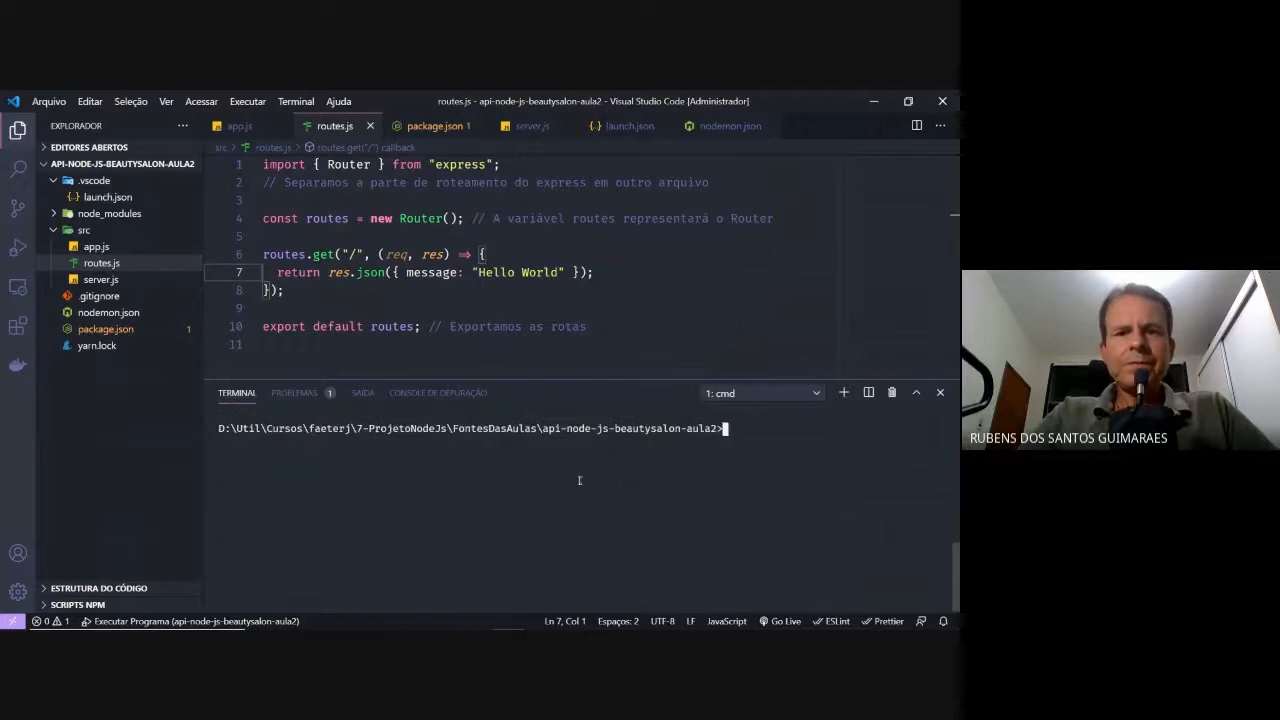 Arquivo Editar Seleção Ver Acessar Executar Terminal Ajuda routes.js - api-node-js-beautysalon-aula2 - Visual Studio Code [Administrador]
EXPLORADOR ... app.js routes.js package.json 1 server.js launch.json nodemon.json ...
EDITORES ABERTOS
src > routes.js > routes.get("/") callback
API-NODE-JS-BEAUTYSALON-AULA2
.vscode
launch.json
node_modules
src
app.js
routes.js
server.js
.gitignore
nodemon.json
package.json 1
yarn.lock
ESTRUTURA DO CÓDIGO
SCRIPTS NPM
1 import { Router } from "express";
2 // Separamos a parte de roteamento do express em outro arquivo
3
4 const routes = new Router(); // A variável routes representará o Router
5
6 routes.get("/", (req, res) => {
7 return res.json({ message: "Hello World" });
8 });
9
10 export default routes; // Exportamos as rotas
11
TERMINAL PROBLEMAS 1 SAÍDA CONSOLE DE DEPURAÇÃO 1: cmd
D:\Util\Cursos\faeterj\7-ProjetoNodeJs\FontesDasAulas\api-node-js-beautysalon-aula2>
0 1 Executar Programa (api-node-js-beautysalon-aula2) Ln 7, Col 1 Espaços: 2 UTF-8 LF JavaScript Go Live ESLint Prettier
RUBENS DOS SANTOS GUIMARAES